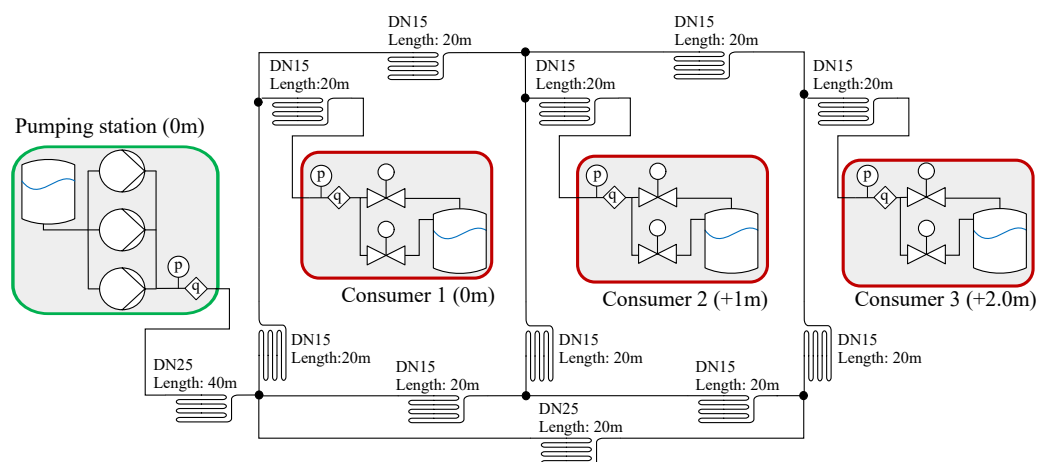 DN15
Length: 20m
DN15
Length: 20m
DN15
Length:20m
DN15
Length:20m
DN15
Length:20m
Pumping station (0m)
p
q
p
q
p
q
p
q
Consumer 1 (0m)
Consumer 2 (+1m)
Consumer 3 (+2.0m)
DN15
Length:20m
DN15
Length: 20m
DN15
Length: 20m
DN25
Length: 40m
DN15
Length: 20m
DN15
Length: 20m
DN25
Length: 20m